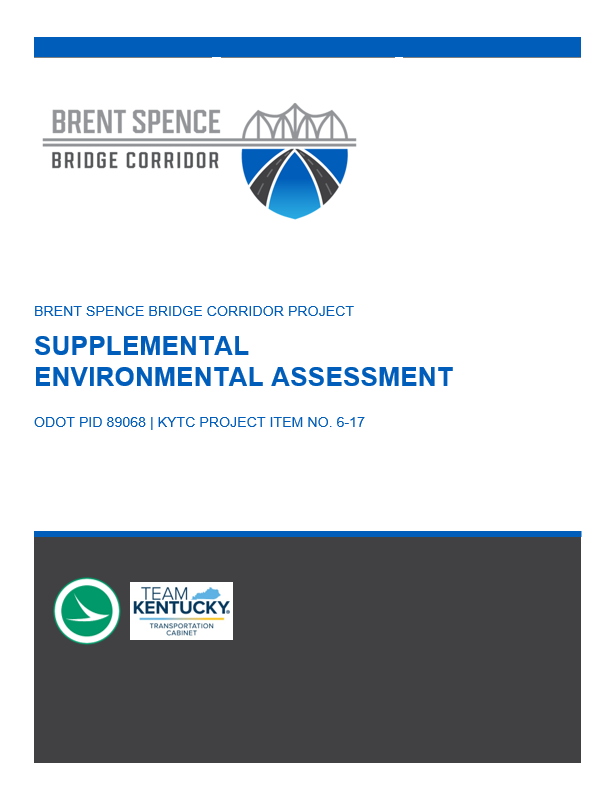 BRENT SPENCE
BRIDGE CORRIDOR
BRENT SPENCE BRIDGE CORRIDOR PROJECT
SUPPLEMENTAL
ENVIRONMENTAL ASSESSMENT
ODOT PID 89068 | KYTC PROJECT ITEM NO. 6-17
TEAM
KENTUCKY®
TRANSPORTATION
CABINET